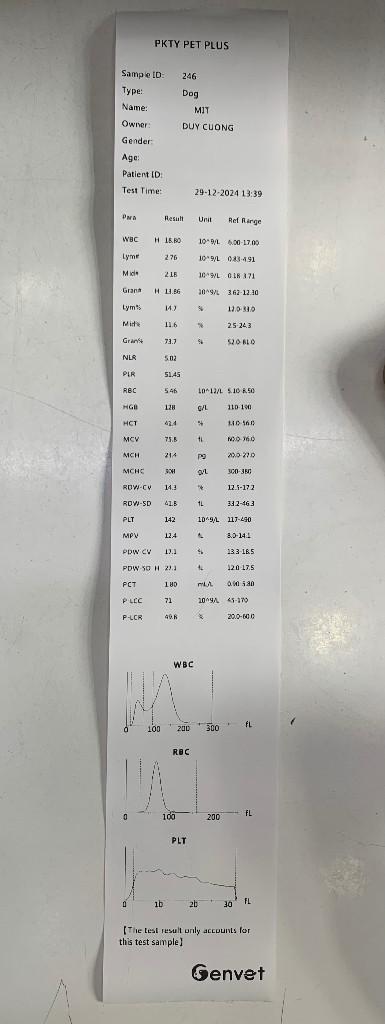 PKTY PET PLUS
Sample ID: 246
Type: Dog
Name: MIT
Owner: DUY CUONG
Gender:
Age:
Patient ID:
Test Time: 29-12-2024 13:39
Para Result Unit Ref Range
WBC H 18.80 10^9/L 6.00-17.00
Lym# 2.76 10^9/L 0.83-4.91
Mid# 2.18 10^9/L 0.18-3.71
Gran# H 13.86 10^9/L 3.62-12.30
Lym% 14.7 % 12.0-33.0
Mid% 11.6 % 2.5-24.3
Gran% 73.7 % 52.0-81.0
NLR 5.02
PLR 51.45
RBC 5.46 10^12/L 5.10-8.50
HGB 128 g/L 110-190
HCT 41.4 % 33.0-56.0
MCV 75.8 fL 60.0-76.0
MCH 23.4 pg 20.0-27.0
MCHC 308 g/L 300-380
RDW-CV 14.3 % 12.5-17.2
RDW-SD 41.8 fL 33.2-46.3
PLT 142 10^9/L 117-490
MPV 12.4 fL 8.0-14.1
PDW-CV 17.1 % 13.3-18.5
PDW-SD H 27.1 fL 12.0-17.5
PCT 1.80 mL/L 0.90-5.80
P-LCC 71 10^9/L 45-170
P-LCR 49.8 % 20.0-60.0
WBC
0 100 200 300 fL
RBC
0 100 200 fL
PLT
0 10 20 30 fL
【The test result only accounts for
this test sample】
Genvet